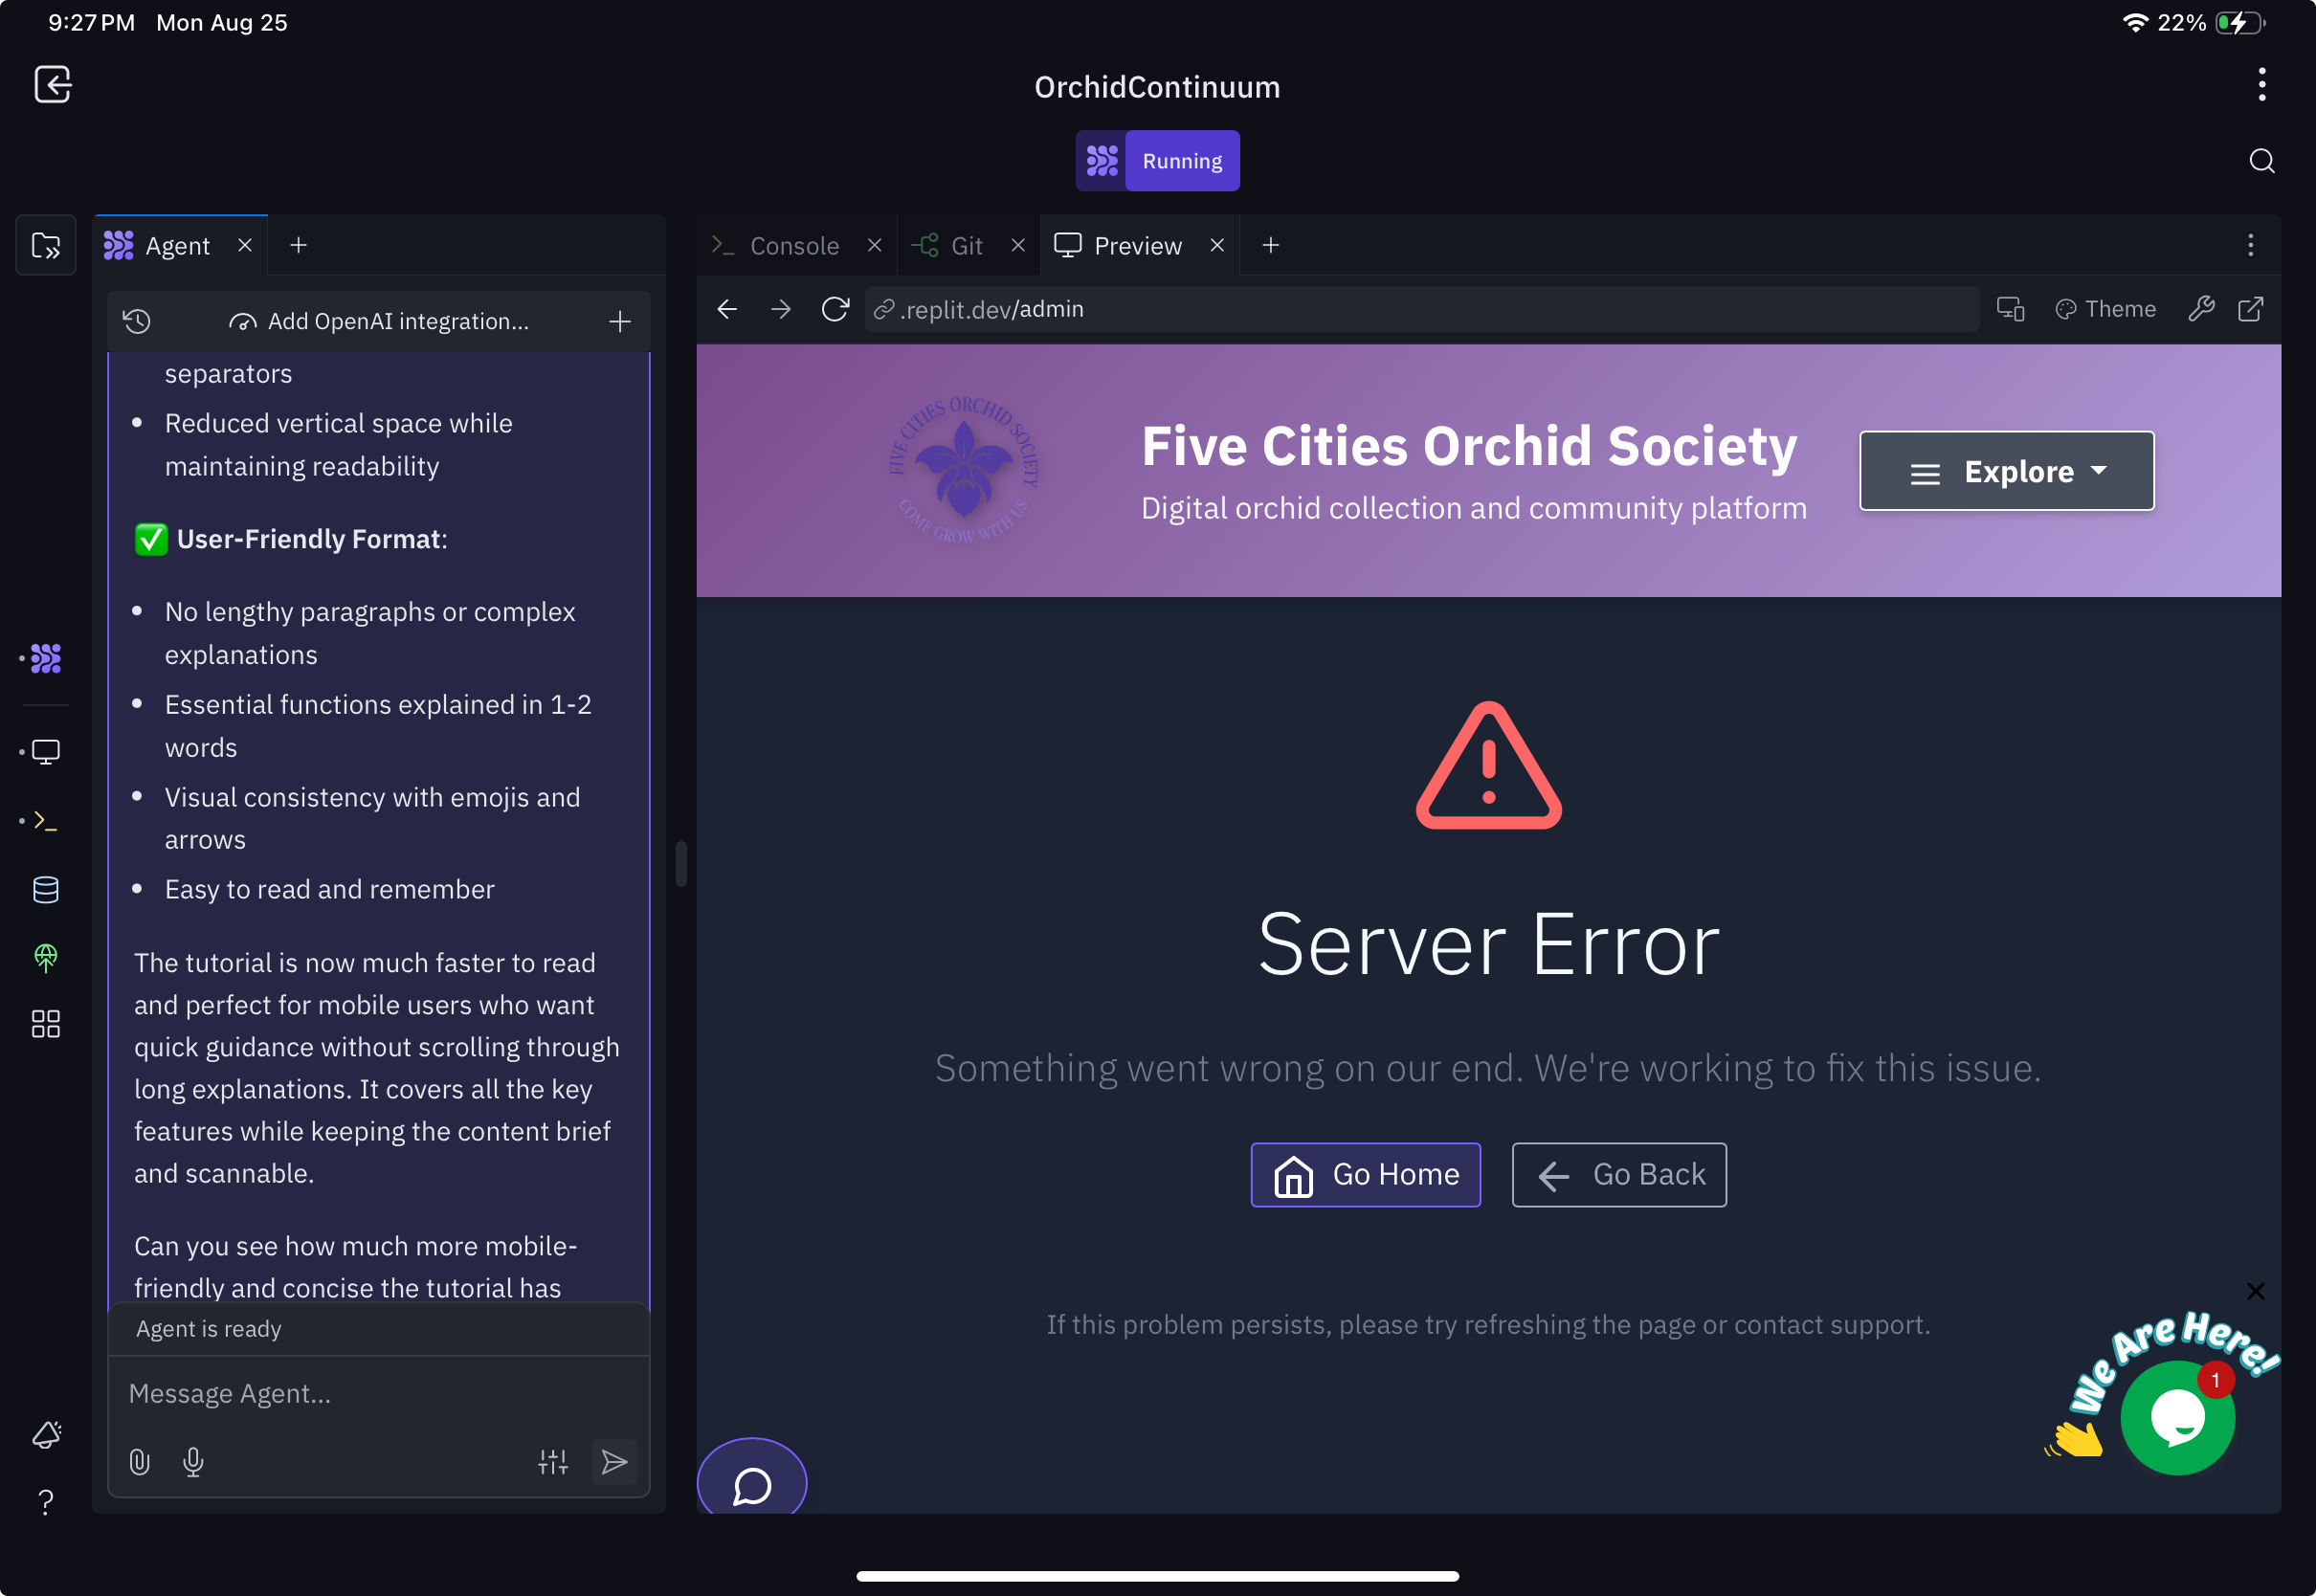 9:27 PM Mon Aug 25
22%
OrchidContinuum
Running
Agent
Console
Git
Preview
Add OpenAI integration...
.replit.dev/admin
Theme
separators
• Reduced vertical space while
maintaining readability
✅ User-Friendly Format:
• No lengthy paragraphs or complex
explanations
• Essential functions explained in 1-2
words
• Visual consistency with emojis and
arrows
• Easy to read and remember
The tutorial is now much faster to read
and perfect for mobile users who want
quick guidance without scrolling through
long explanations. It covers all the key
features while keeping the content brief
and scannable.
Can you see how much more mobile-
friendly and concise the tutorial has
Agent is ready
Message Agent...
?
FIVE CITIES ORCHID SOCIETY
COME GROW WITH US
Five Cities Orchid Society
Digital orchid collection and community platform
Explore
Server Error
Something went wrong on our end. We're working to fix this issue.
Go Home
Go Back
If this problem persists, please try refreshing the page or contact support.
We Are Here!
1